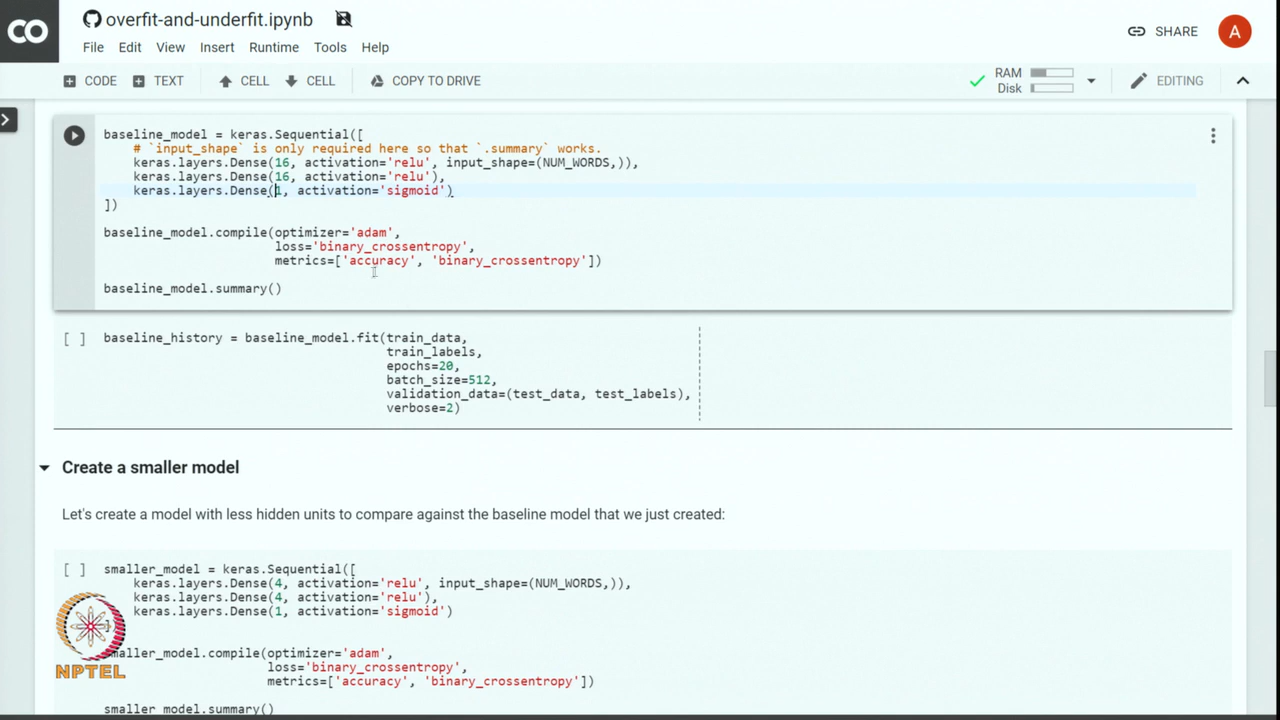 CO
overfit-and-underfit.ipynb
SHARE
A
File Edit View Insert Runtime Tools Help
CODE TEXT CELL CELL COPY TO DRIVE
RAM
Disk
EDITING
baseline_model = keras.Sequential([
# `input_shape` is only required here so that `.summary` works.
keras.layers.Dense(16, activation='relu', input_shape=(NUM_WORDS,)),
keras.layers.Dense(16, activation='relu'),
keras.layers.Dense(1, activation='sigmoid')
])
baseline_model.compile(optimizer='adam',
loss='binary_crossentropy',
metrics=['accuracy', 'binary_crossentropy'])
baseline_model.summary()
[ ] baseline_history = baseline_model.fit(train_data,
train_labels,
epochs=20,
batch_size=512,
validation_data=(test_data, test_labels),
verbose=2)
Create a smaller model
Let's create a model with less hidden units to compare against the baseline model that we just created:
[ ] smaller_model = keras.Sequential([
keras.layers.Dense(4, activation='relu', input_shape=(NUM_WORDS,)),
keras.layers.Dense(4, activation='relu'),
keras.layers.Dense(1, activation='sigmoid')
])
smaller_model.compile(optimizer='adam',
loss='binary_crossentropy',
metrics=['accuracy', 'binary_crossentropy'])
smaller_model.summary()
NPTEL